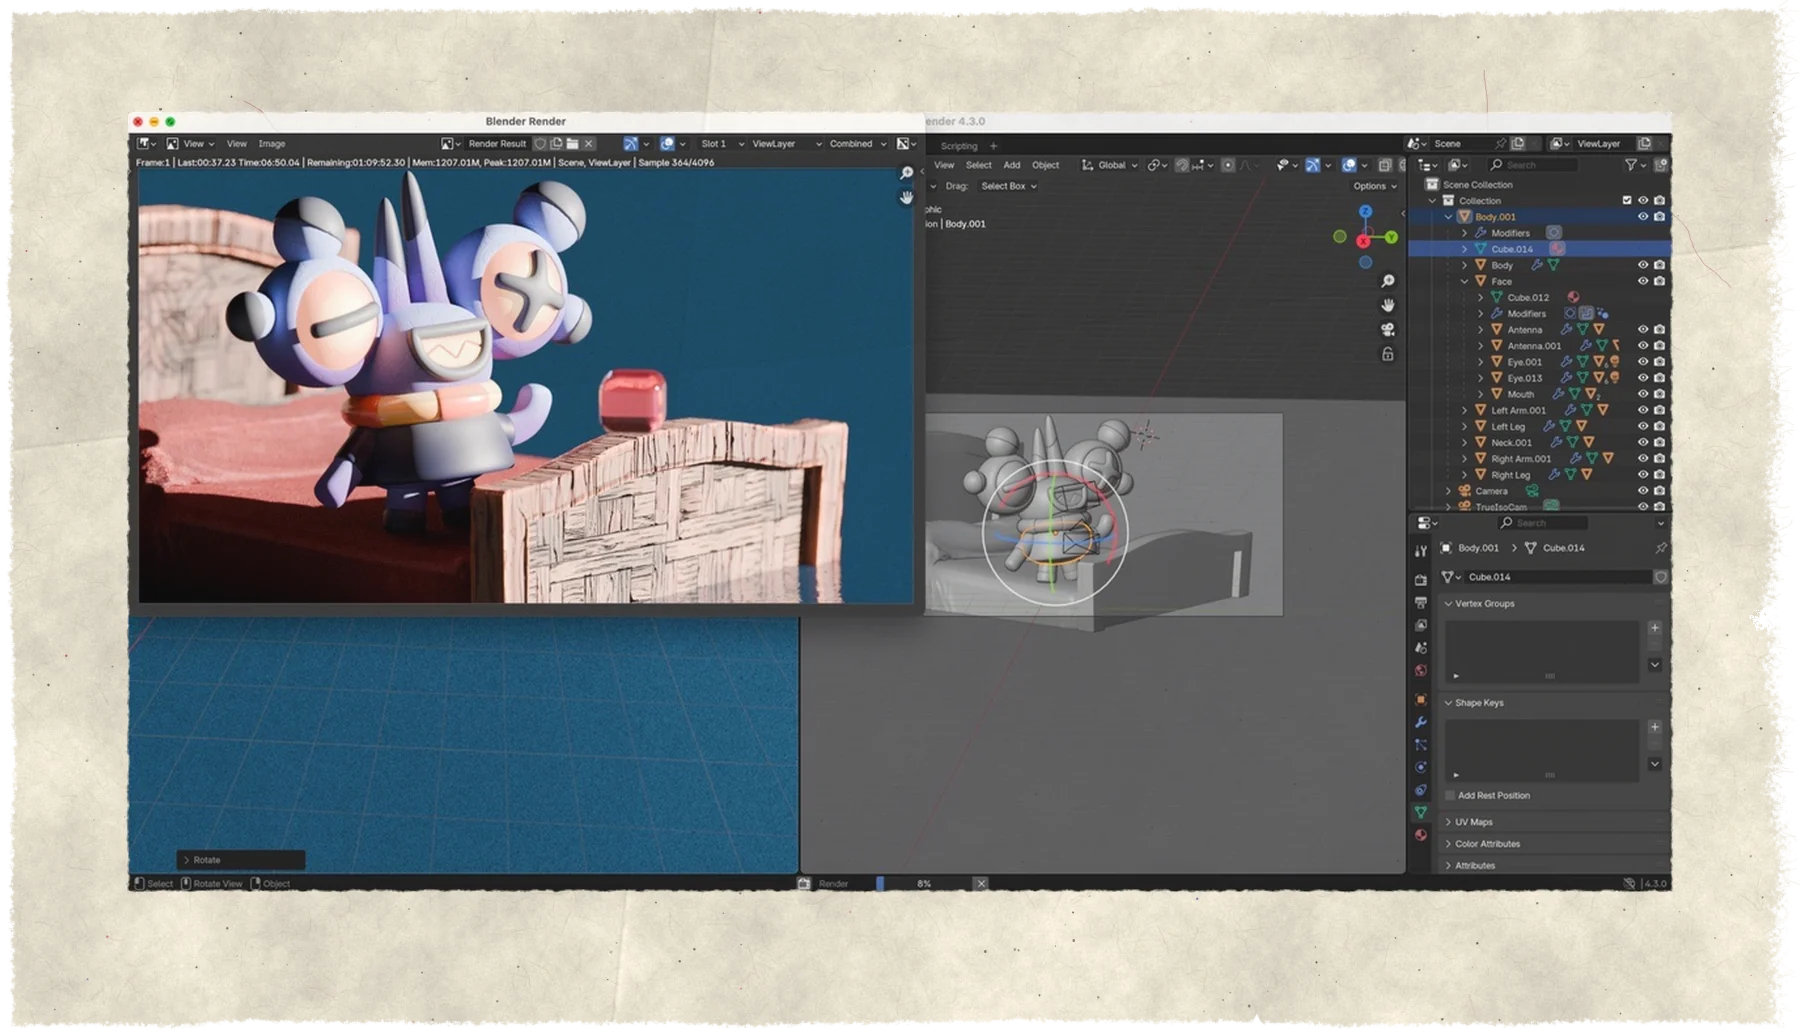 Blender Render
ender 4.3.0
View View Image Render Result Slot 1 ViewLayer Combined
Scripting + Scene ViewLayer
Frame:1 | Last:00:37.23 Time:06:50.04 | Remaining:01:09:52.30 | Mem:1207.01M, Peak:1207.01M | Scene, ViewLayer | Sample 364/4096
View Select Add Object Global Search
Drag: Select Box Options
Scene Collection
Collection
phic
ion | Body.001
Body.001
Modifiers
Cube.014
Body
Face
Cube.012
Modifiers
Antenna
Antenna.001
Eye.001
Eye.013
Mouth 2
Left Arm.001
Left Leg
Neck.001
Right Arm.001
Right Leg
Camera
TrueIsoCam
Search
Body.001 > Cube.014
Cube.014
Vertex Groups
Shape Keys
Add Rest Position
UV Maps
Color Attributes
Attributes
Rotate
Select Rotate View Object Render 8% 4.3.0
X Y Z